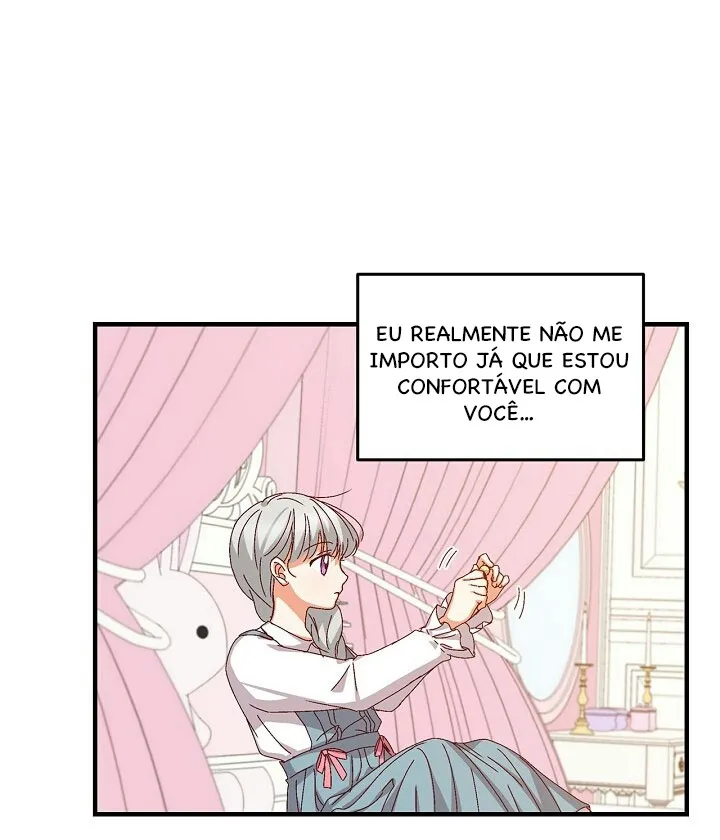 EU REALMENTE NÃO ME
IMPORTO JÁ QUE ESTOU
CONFORTÁVEL COM
VOCÊ...